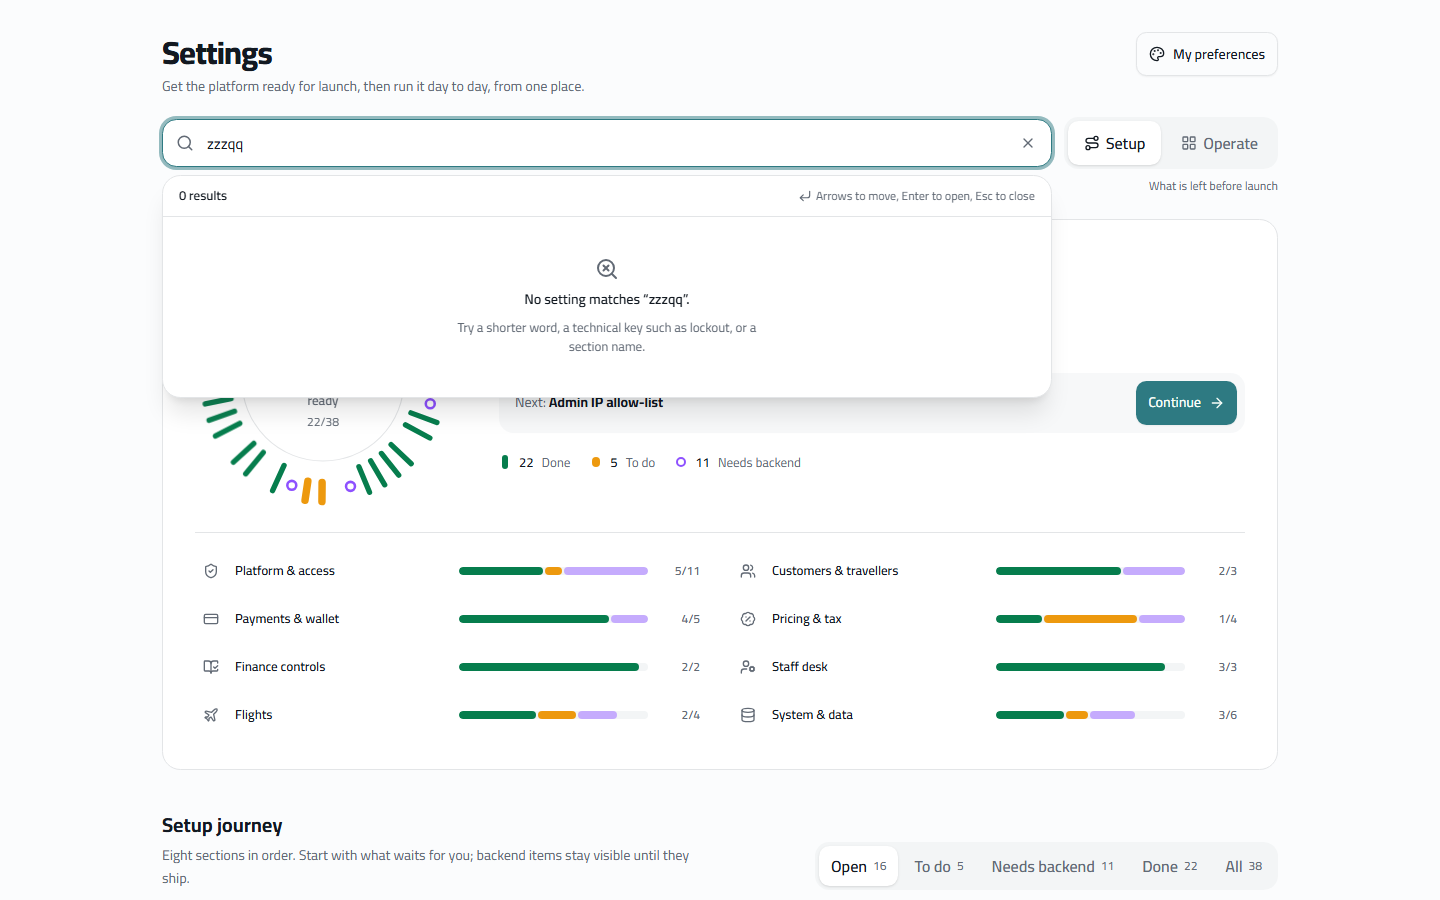 Settings
My preferences
Get the platform ready for launch, then run it day to day, from one place.
zzzqq
Setup
Operate
What is left before launch
0 results
Arrows to move, Enter to open, Esc to close
No setting matches “zzzqq”.
Try a shorter word, a technical key such as lockout, or a
section name.
ready
22/38
Next: Admin IP allow-list
Continue
22 Done
5 To do
11 Needs backend
Platform & access
5/11
Customers & travellers
2/3
Payments & wallet
4/5
Pricing & tax
1/4
Finance controls
2/2
Staff desk
3/3
Flights
2/4
System & data
3/6
Setup journey
Eight sections in order. Start with what waits for you; backend items stay visible until they
ship.
Open 16
To do 5
Needs backend 11
Done 22
All 38